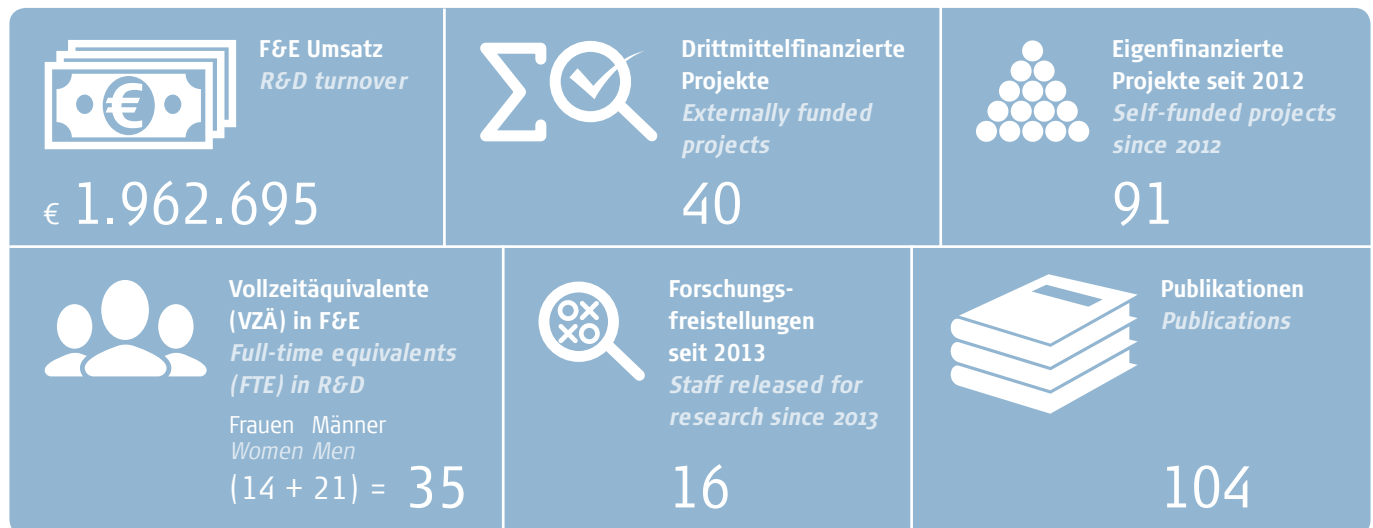 F&E Umsatz
R&D turnover
€ 1.962.695
Drittmittelfinanzierte
Projekte
Externally funded
projects
40
Eigenfinanzierte
Projekte seit 2012
Self-funded projects
since 2012
91
Vollzeitäquivalente
(VZÄ) in F&E
Full-time equivalents
(FTE) in R&D
Frauen Männer
Women Men
(14 + 21) = 35
Forschungs-
freistellungen
seit 2013
Staff released for
research since 2013
16
Publikationen
Publications
104